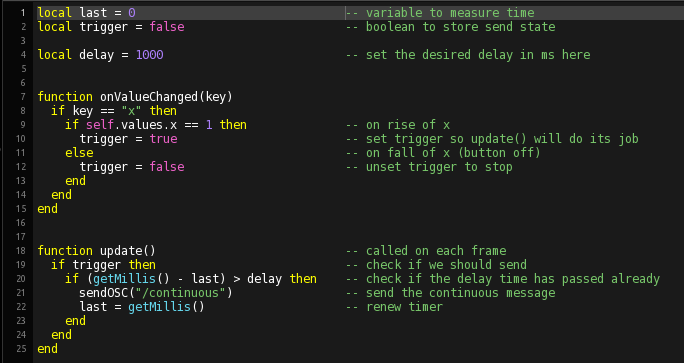 1 local last = 0 -- variable to measure time
2 local trigger = false -- boolean to store send state
3
4 local delay = 1000 -- set the desired delay in ms here
5
6
7 function onValueChanged(key)
8 if key == "x" then
9 if self.values.x == 1 then -- on rise of x
10 trigger = true -- set trigger so update() will do its job
11 else -- on fall of x (button off)
12 trigger = false -- unset trigger to stop
13 end
14 end
15 end
16
17
18 function update() -- called on each frame
19 if trigger then -- check if we should send
20 if (getMillis() - last) > delay then -- check if the delay time has passed already
21 sendOSC("/continuous") -- send the continuous message
22 last = getMillis() -- renew timer
23 end
24 end
25 end